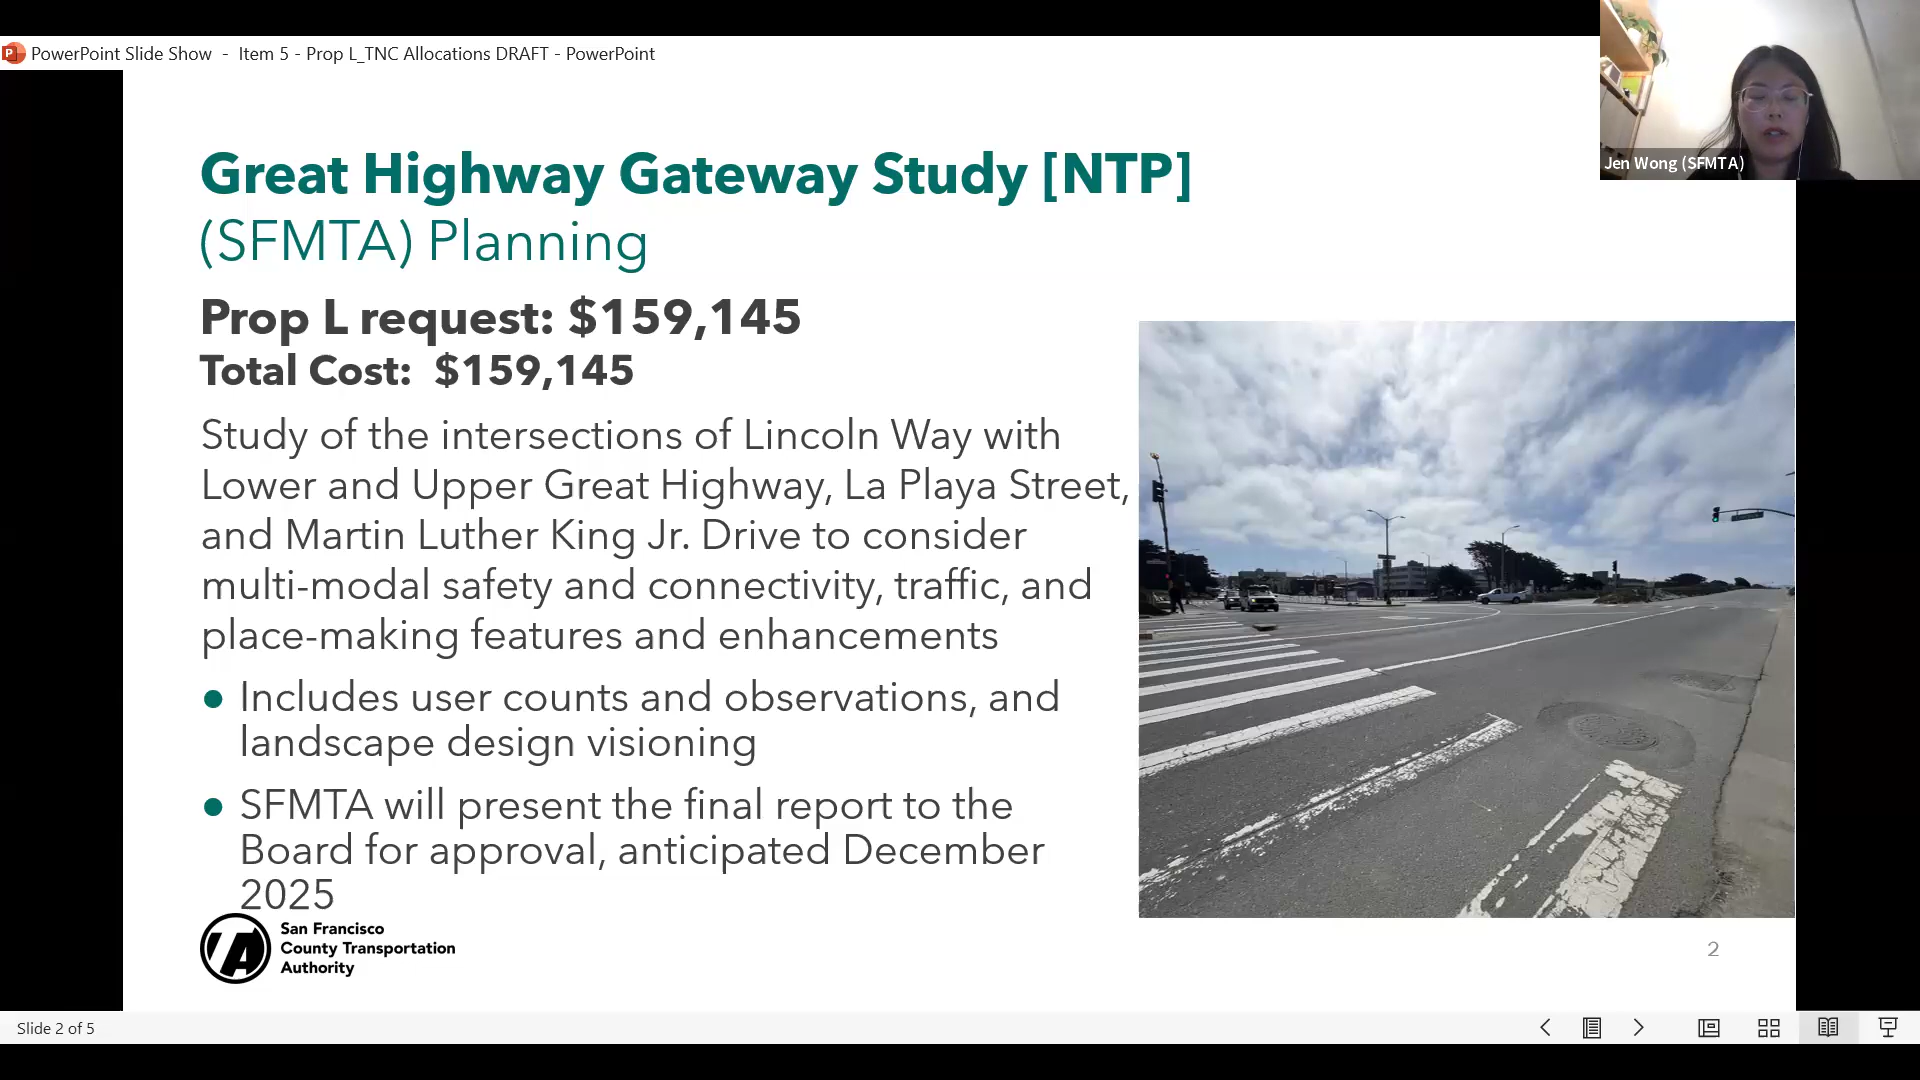 PowerPoint Slide Show - Item 5 - Prop L_TNC Allocations DRAFT - PowerPoint
Jen Wong (SFMTA)
Great Highway Gateway Study [NTP]
(SFMTA) Planning
Prop L request: $159,145
Total Cost: $159,145
Study of the intersections of Lincoln Way with
Lower and Upper Great Highway, La Playa Street,
and Martin Luther King Jr. Drive to consider
multi-modal safety and connectivity, traffic, and
place-making features and enhancements
● Includes user counts and observations, and
landscape design visioning
● SFMTA will present the final report to the
Board for approval, anticipated December
2025
San Francisco
County Transportation
Authority
2
Slide 2 of 5